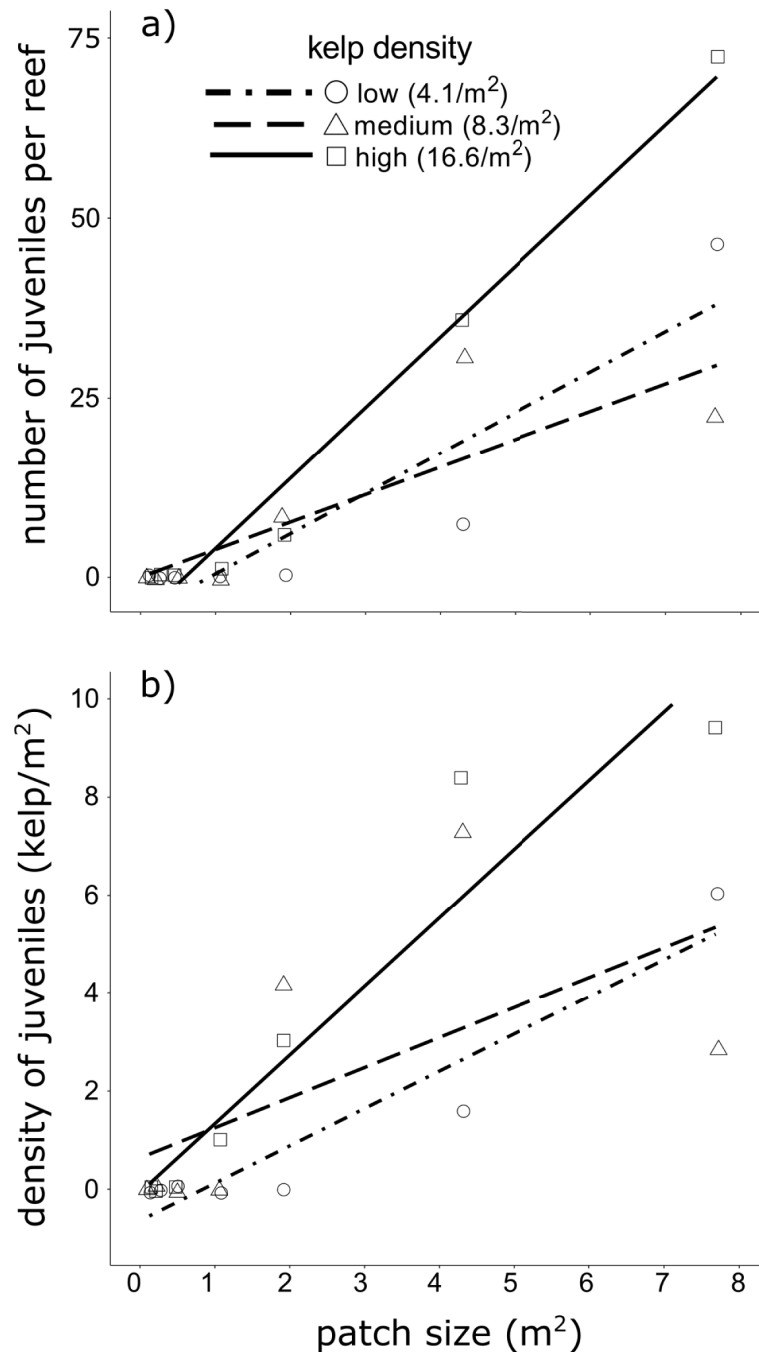 a)
kelp density
low (4.1/m²)
medium (8.3/m²)
high (16.6/m²)
number of juveniles per reef
75
50
25
0
b)
density of juveniles (kelp/m²)
10
8
6
4
2
0
0 1 2 3 4 5 6 7 8
patch size (m²)